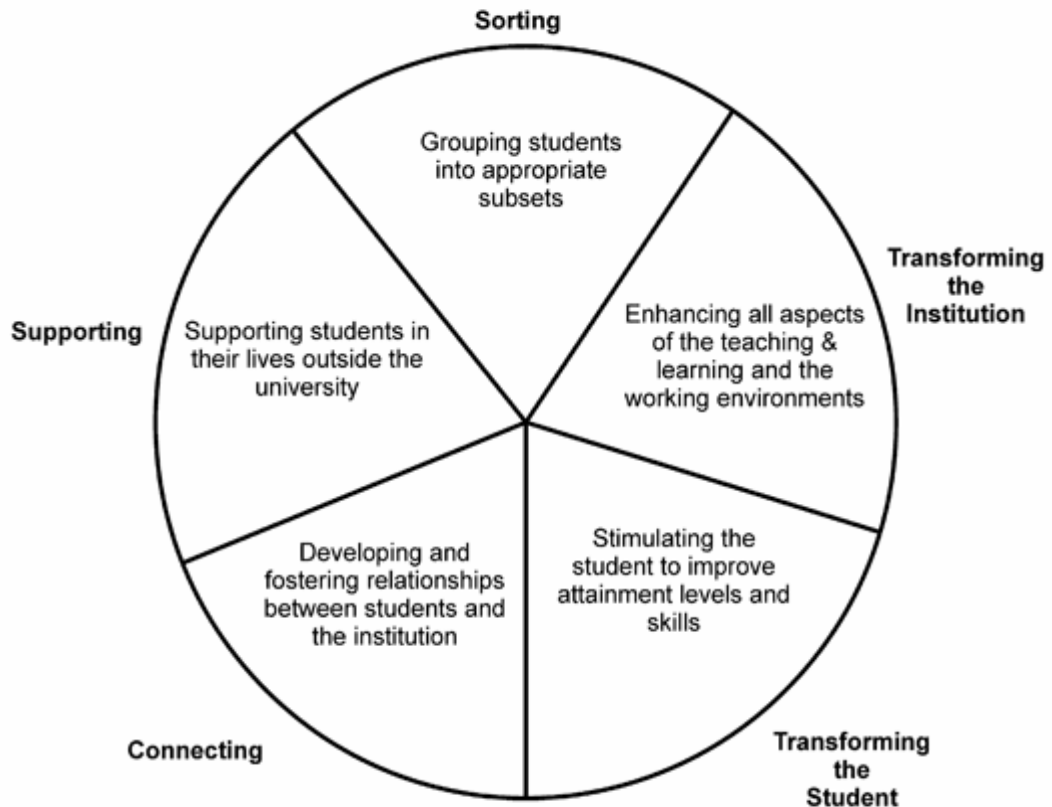 Sorting
Grouping students
into appropriate
subsets
Transforming
the
Institution
Enhancing all aspects
of the teaching &
learning and the
working environments
Supporting
Supporting students in
their lives outside the
university
Stimulating the
student to improve
attainment levels and
skills
Developing and
fostering relationships
between students and
the institution
Connecting
Transforming
the
Student